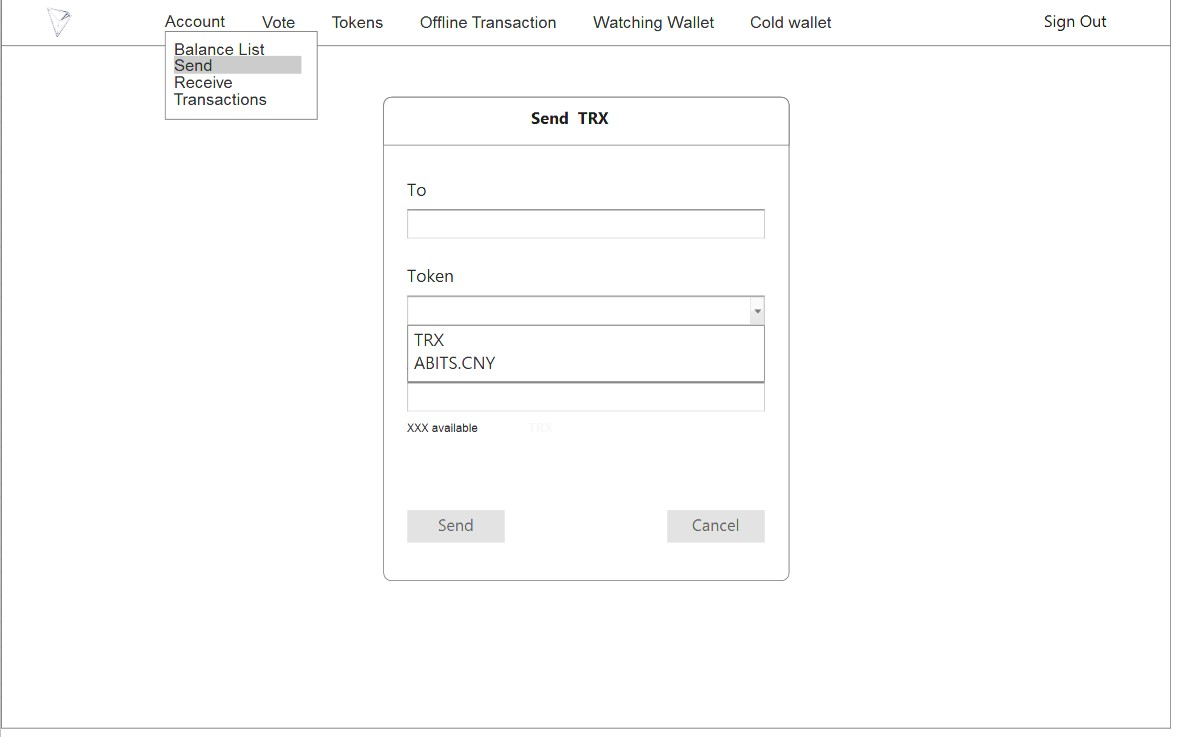 Account Vote Tokens Offline Transaction Watching Wallet Cold wallet Sign Out
Balance List
Send
Receive
Transactions
Send TRX
To
Token
TRX
ABITS.CNY
XXX available TRX
Send Cancel